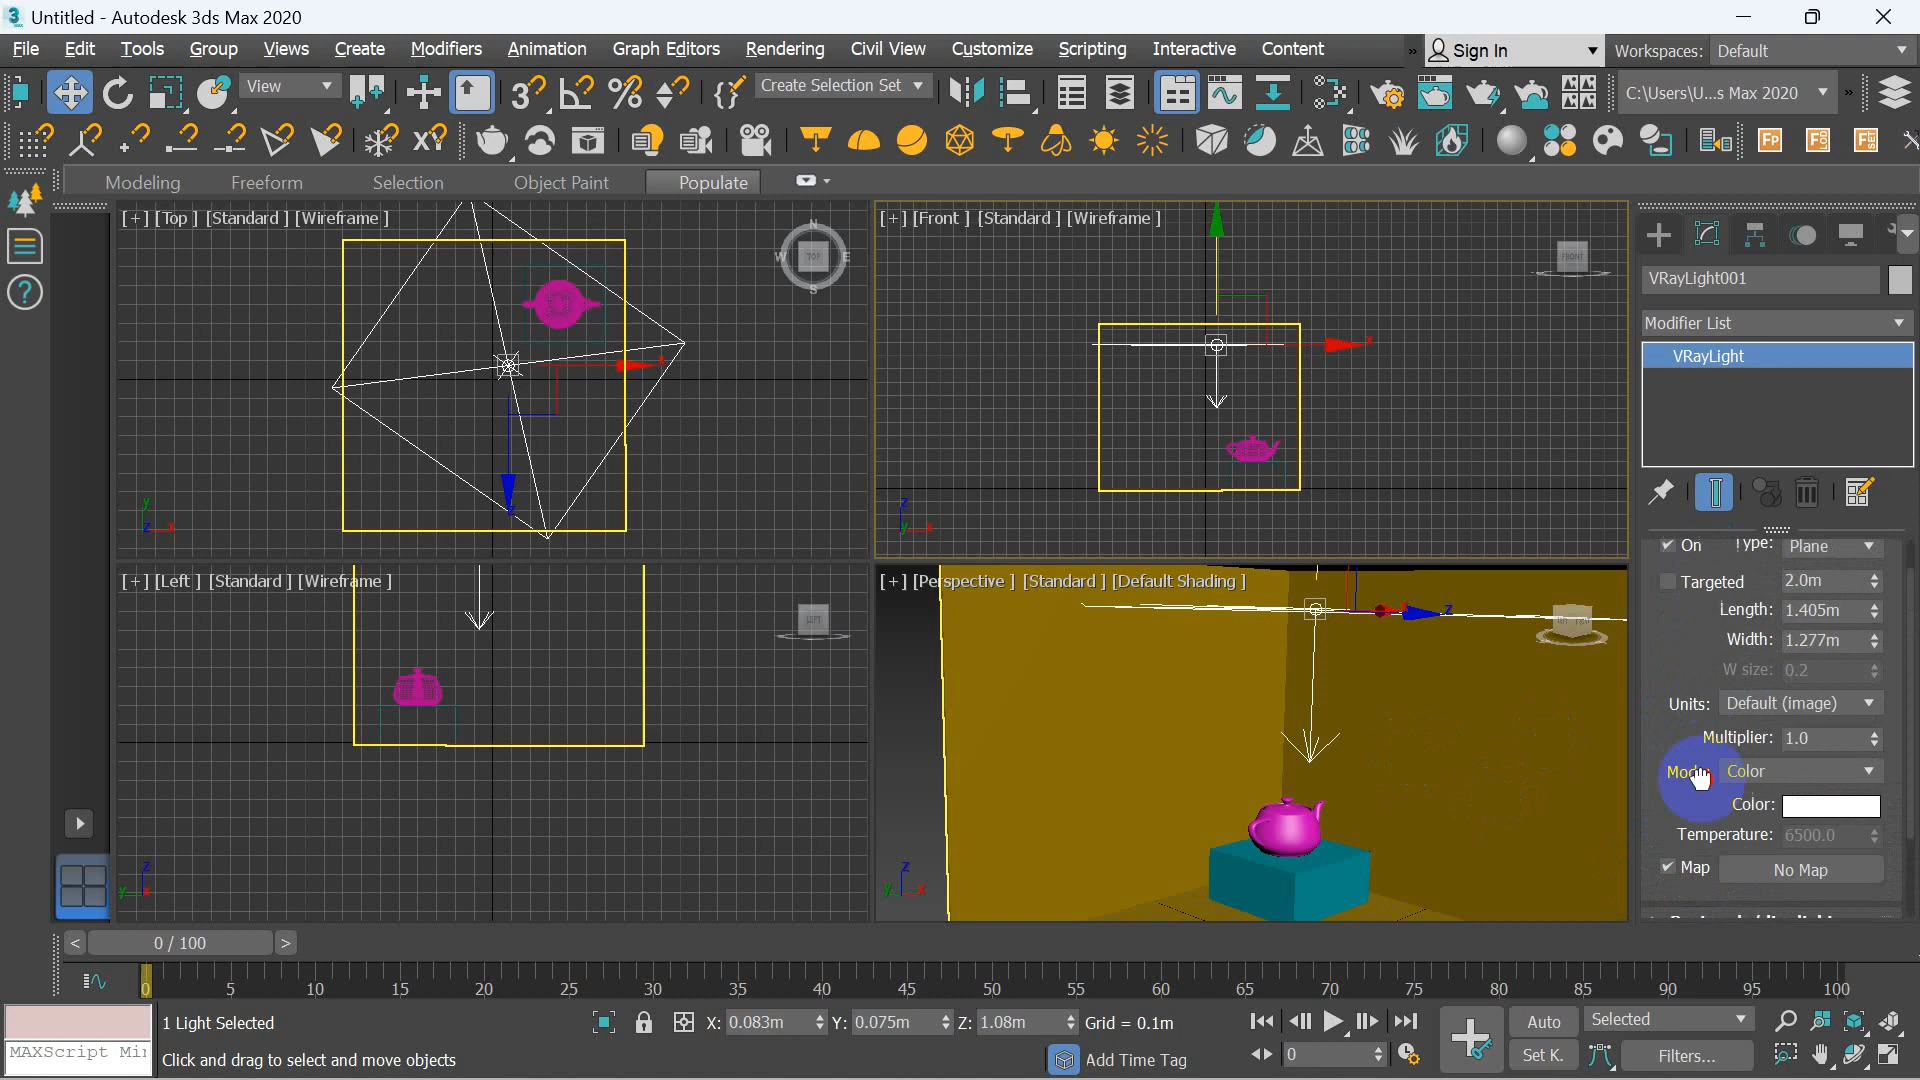 Untitled - Autodesk 3ds Max 2020
File Edit Tools Group Views Create Modifiers Animation Graph Editors Rendering Civil View Customize Scripting Interactive Content » Sign In Workspaces: Default
View Create Selection Set C:\Users\U...s Max 2020 »
Modeling Freeform Selection Object Paint Populate
[+] [Top ] [Standard ] [Wireframe ]
[+] [Front ] [Standard ] [Wireframe ]
VRayLight001
Modifier List
VRayLight
On Type: Plane
[+] [Left ] [Standard ] [Wireframe ]
[+] [Perspective ] [Standard ] [Default Shading ]
Targeted 2.0m
Length: 1.405m
Width: 1.277m
W size: 0.2
Units: Default (image)
Multiplier: 1.0
Mode: Color
Color:
Temperature: 6500.0
Map No Map
< 0 / 100 >
0 5 10 15 20 25 30 35 40 45 50 55 60 65 70 75 80 85 90 95 100
1 Light Selected X: 0.083m Y: 0.075m Z: 1.08m Grid = 0.1m Auto Selected
MAXScript Mi Click and drag to select and move objects Add Time Tag 0 Set K. Filters...